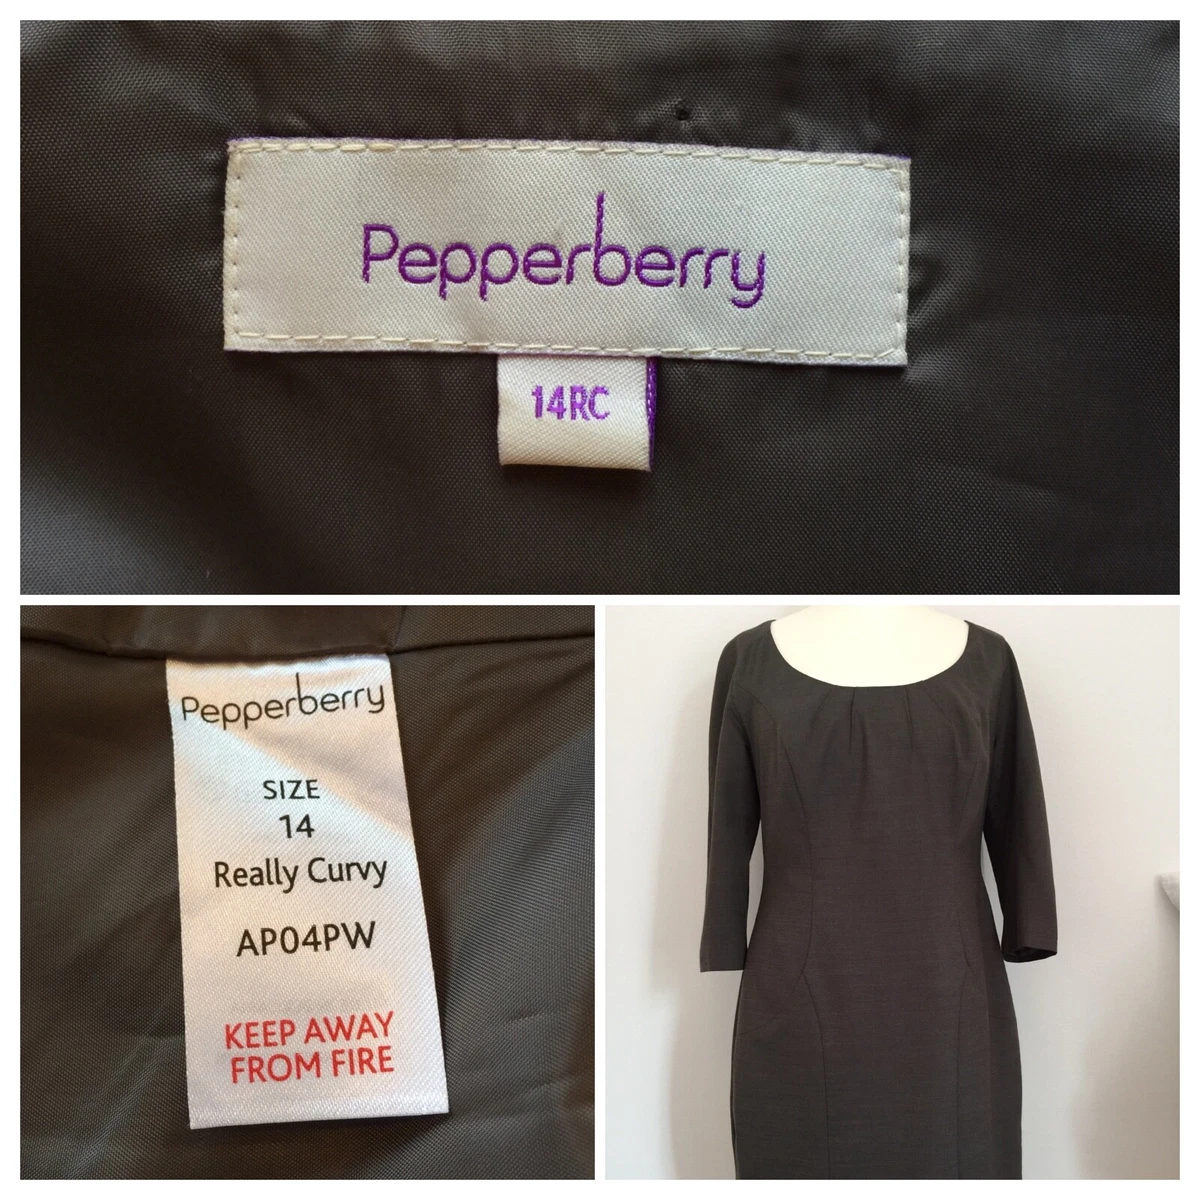 Pepperberry
14RC
Pepperberry
SIZE
14
Really Curvy
AP04PW
KEEP AWAY
FROM FIRE